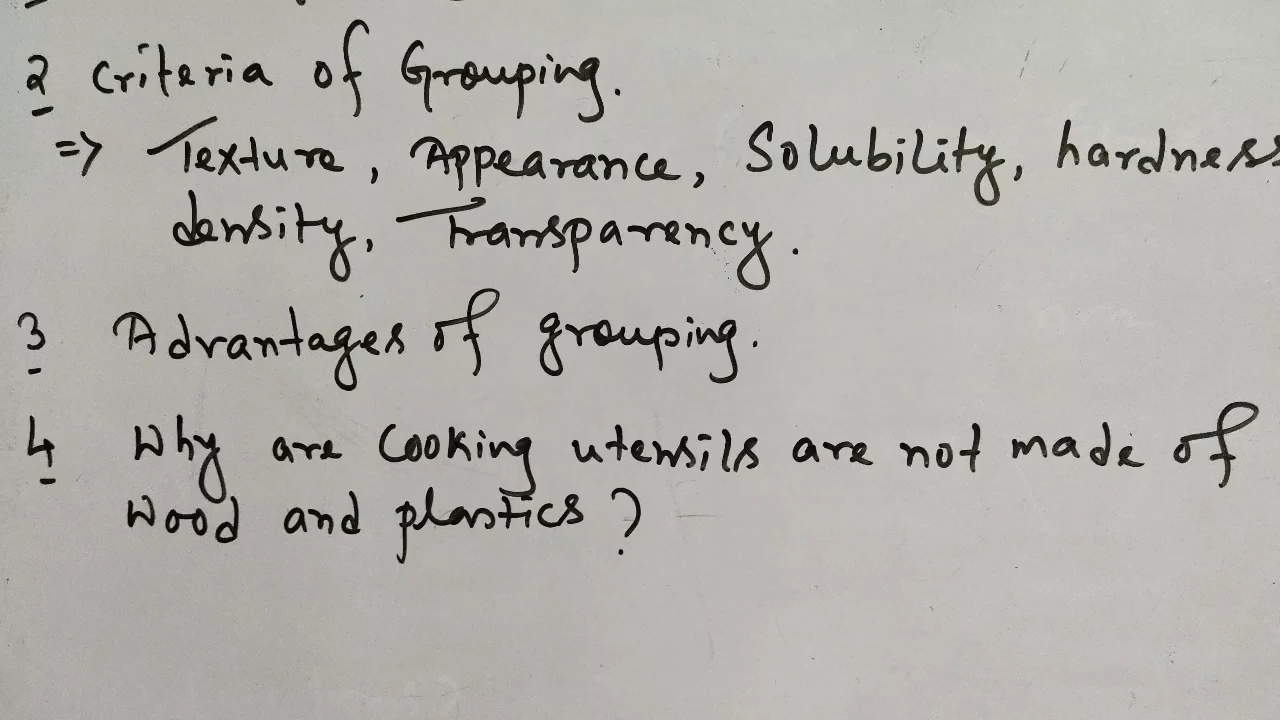 2 Criteria of Grouping.
=> Texture, Appearance, Solubility, hardness
density, Transparency.
3 Advantages of grouping.
4 Why are Cooking utensils are not made of
Wood and plastics?